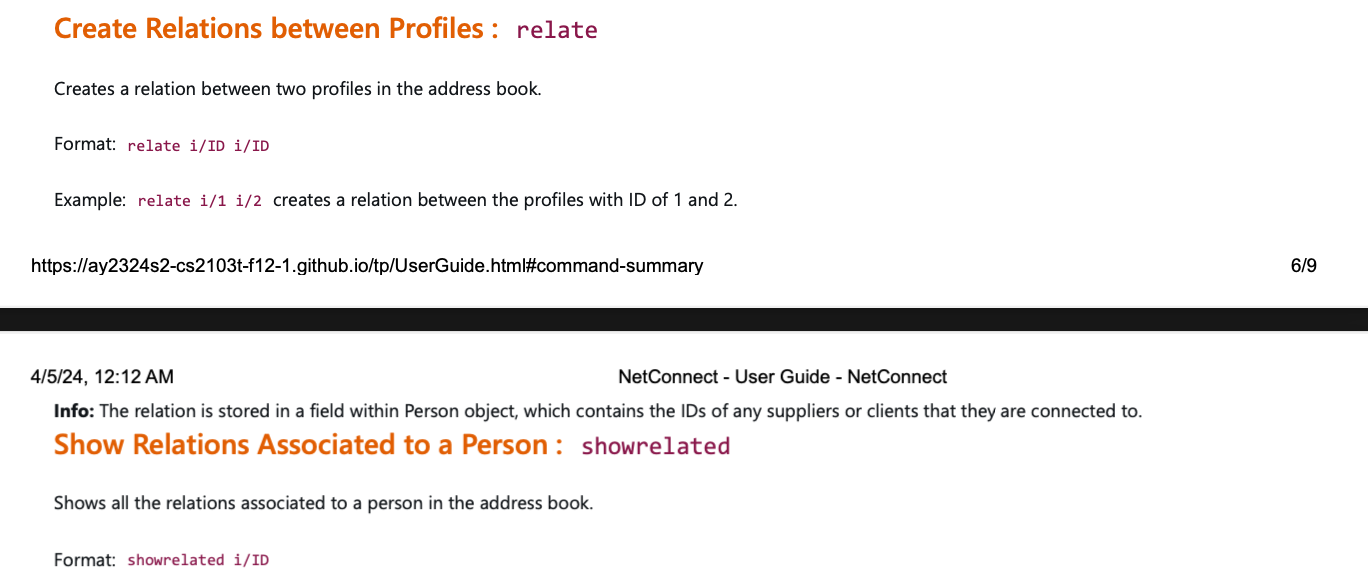 Create Relations between Profiles : relate
Creates a relation between two profiles in the address book.
Format: relate i/ID i/ID
Example: relate i/1 i/2 creates a relation between the profiles with ID of 1 and 2.
https://ay2324s2-cs2103t-f12-1.github.io/tp/UserGuide.html#command-summary 6/9
4/5/24, 12:12 AM NetConnect - User Guide - NetConnect
Info: The relation is stored in a field within Person object, which contains the IDs of any suppliers or clients that they are connected to.
Show Relations Associated to a Person : showrelated
Shows all the relations associated to a person in the address book.
Format: showrelated i/ID